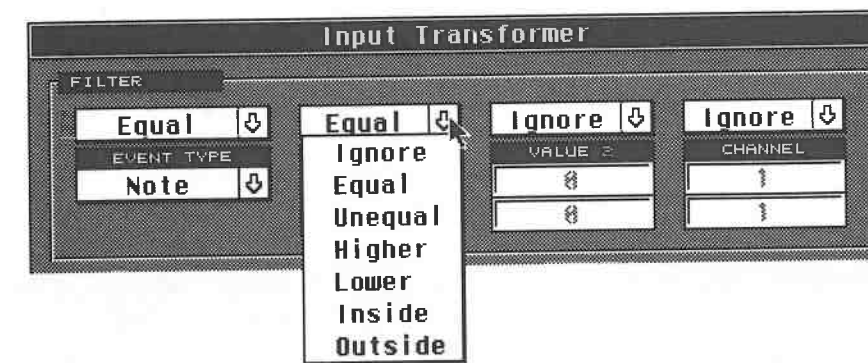 Input Transformer
FILTER
Equal Equal Ignore Ignore
EVENT TYPE VALUE 2 CHANNEL
Note 0 1
0 1
Ignore
Equal
Unequal
Higher
Lower
Inside
Outside